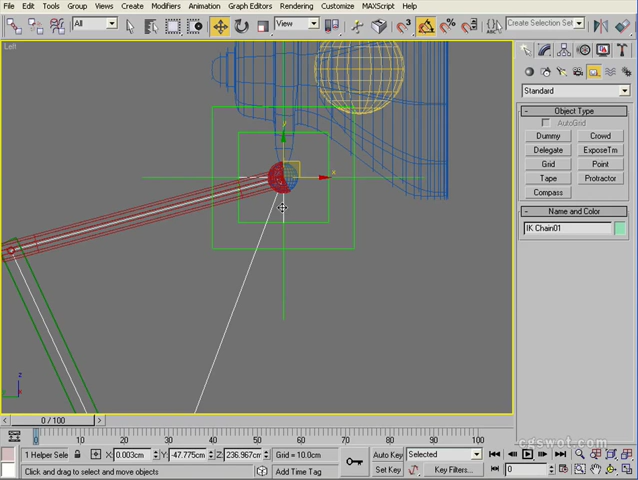 File Edit Tools Group Views Create Modifiers Animation Graph Editors Rendering Customize MAXScript Help
All View Create Selection Set
Left
y
x
z
Standard
- Object Type
AutoGrid
Dummy Crowd
Delegate ExposeTm
Grid Point
Tape Protractor
Compass
- Name and Color
IK Chain01
0 / 100
0 10 20 30 40 50 60 70 80 90 100
cgswot.com
1 Helper Sele X: 0.003cm Y: -47.775cm Z: 236.967cm Grid = 10.0cm Auto Key Selected
Click and drag to select and move objects Add Time Tag Set Key Key Filters... 0